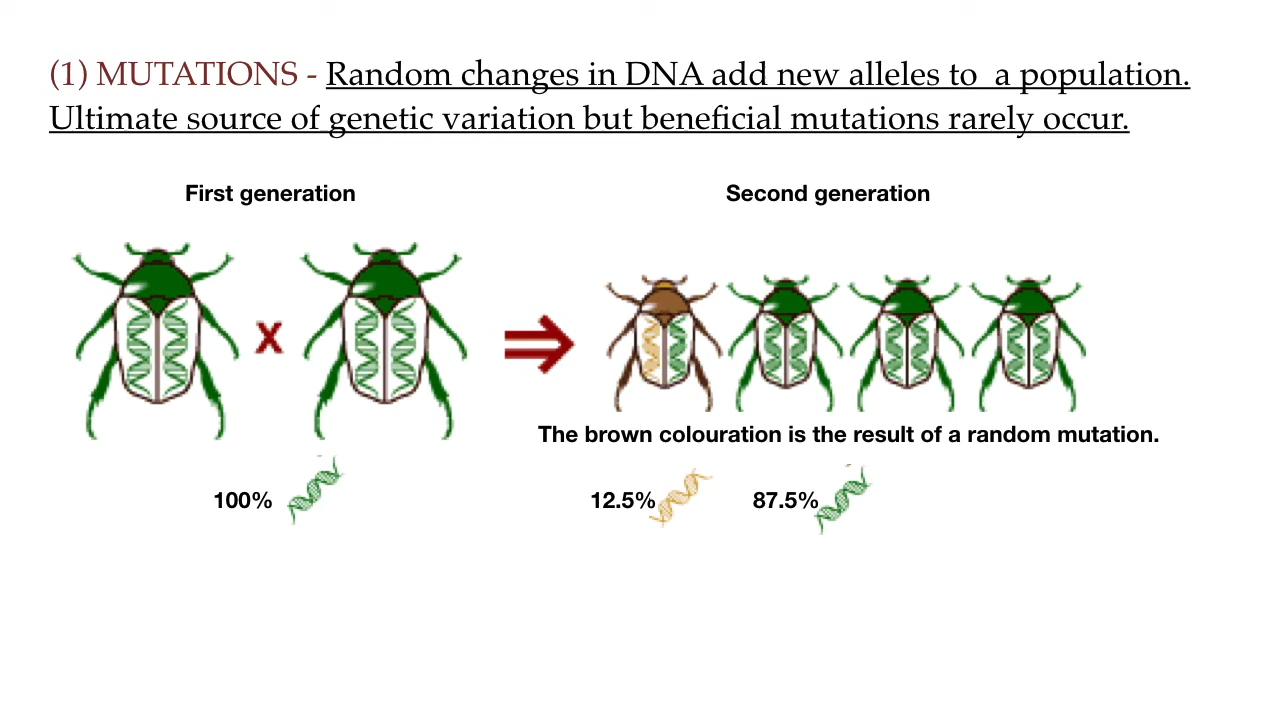 (1) MUTATIONS - Random changes in DNA add new alleles to  a population.
Ultimate source of genetic variation but beneficial mutations rarely occur.
First generation
Second generation
X
The brown colouration is the result of a random mutation.
100%
12.5%
87.5%